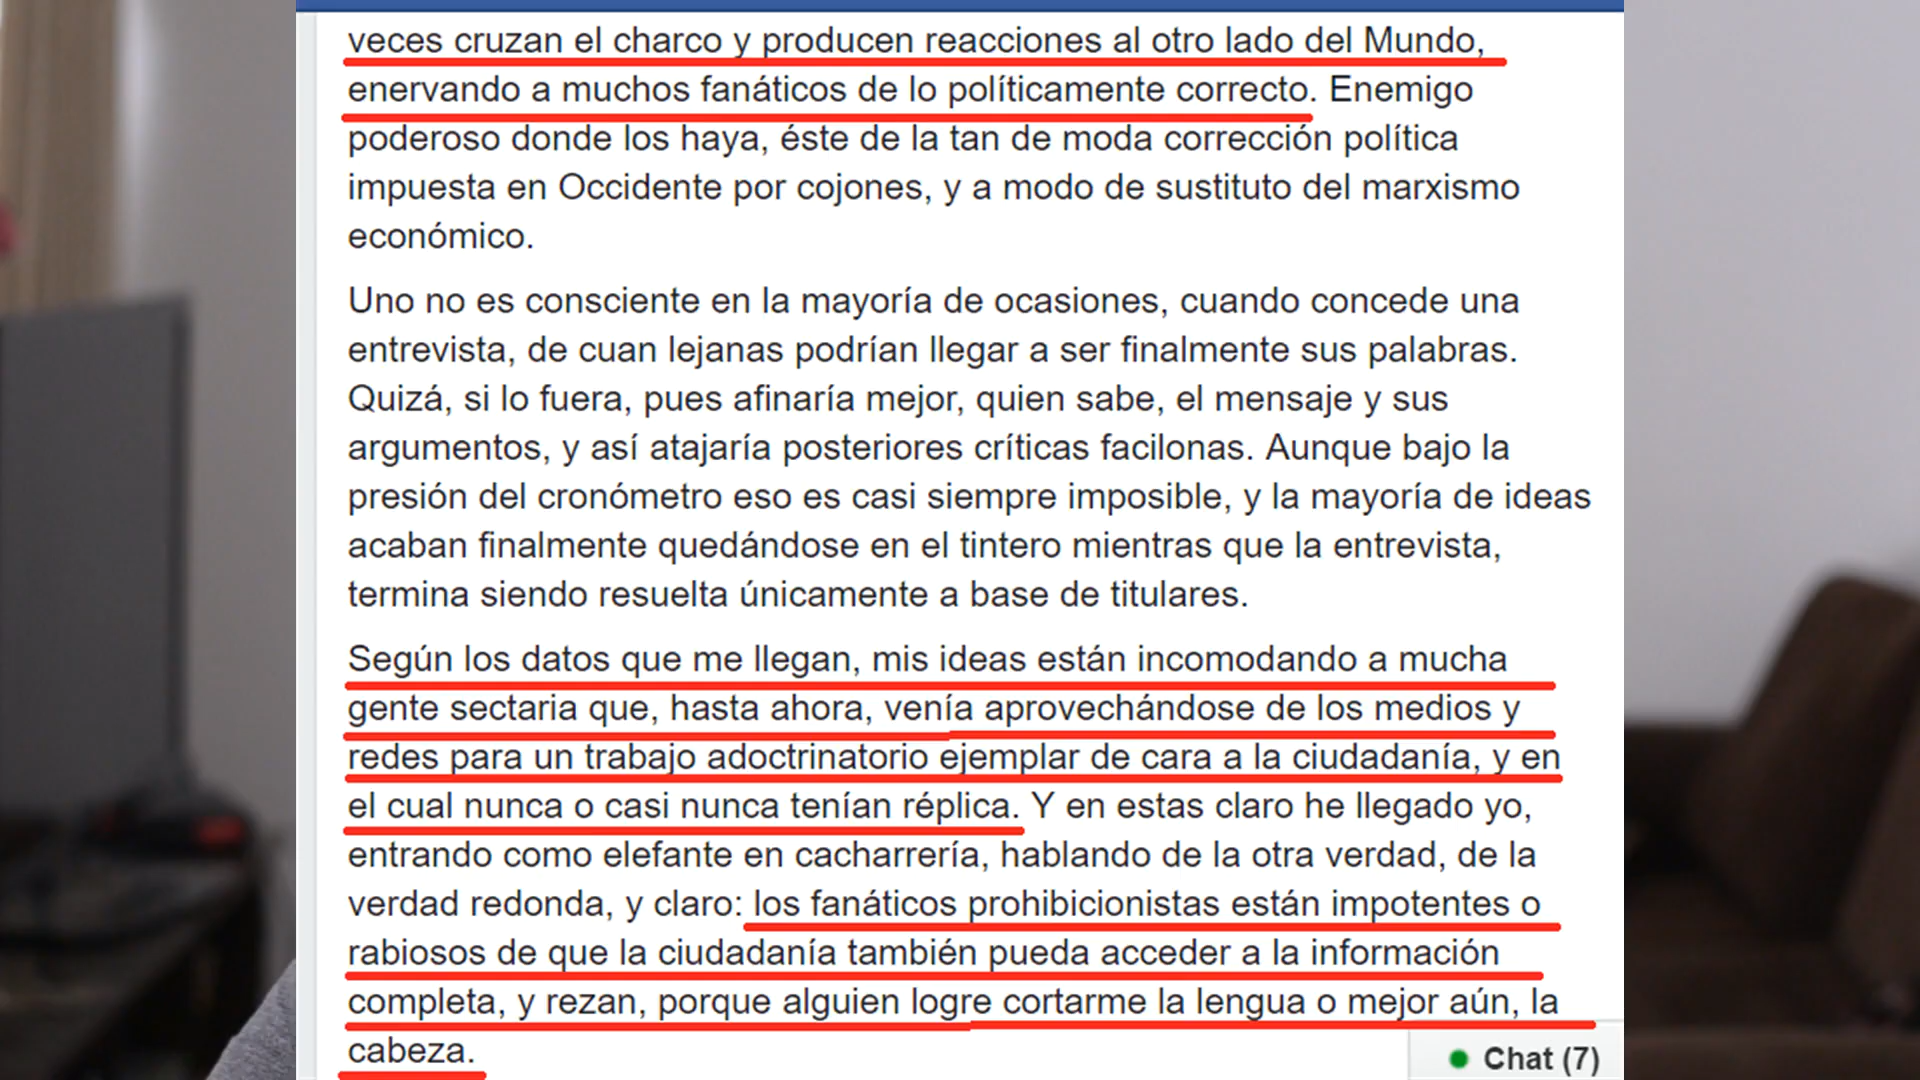 veces cruzan el charco y producen reacciones al otro lado del Mundo,
enervando a muchos fanáticos de lo políticamente correcto. Enemigo
poderoso donde los haya, éste de la tan de moda corrección política
impuesta en Occidente por cojones, y a modo de sustituto del marxismo
económico.
Uno no es consciente en la mayoría de ocasiones, cuando concede una
entrevista, de cuan lejanas podrían llegar a ser finalmente sus palabras.
Quizá, si lo fuera, pues afinaría mejor, quien sabe, el mensaje y sus
argumentos, y así atajaría posteriores críticas facilonas. Aunque bajo la
presión del cronómetro eso es casi siempre imposible, y la mayoría de ideas
acaban finalmente quedándose en el tintero mientras que la entrevista,
termina siendo resuelta únicamente a base de titulares.
Según los datos que me llegan, mis ideas están incomodando a mucha
gente sectaria que, hasta ahora, venía aprovechándose de los medios y
redes para un trabajo adoctrinatorio ejemplar de cara a la ciudadanía, y en
el cual nunca o casi nunca tenían réplica. Y en estas claro he llegado yo,
entrando como elefante en cacharrería, hablando de la otra verdad, de la
verdad redonda, y claro: los fanáticos prohibicionistas están impotentes o
rabiosos de que la ciudadanía también pueda acceder a la información
completa, y rezan, porque alguien logre cortarme la lengua o mejor aún, la
cabeza.
Chat (7)